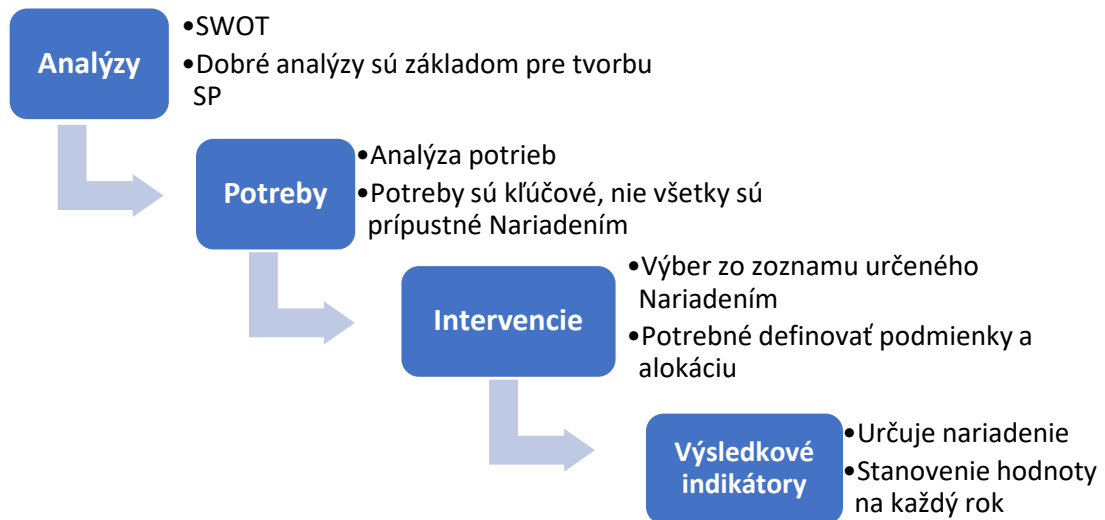 Analýzy
•SWOT
•Dobré analýzy sú základom pre tvorbu
SP
Potreby
•Analýza potrieb
•Potreby sú kľúčové, nie všetky sú
prípustné Nariadením
Intervencie
•Výber zo zoznamu určeného
Nariadením
•Potrebné definovať podmienky a
alokáciu
Výsledkové
indikátory
•Určuje nariadenie
•Stanovenie hodnoty
na každý rok